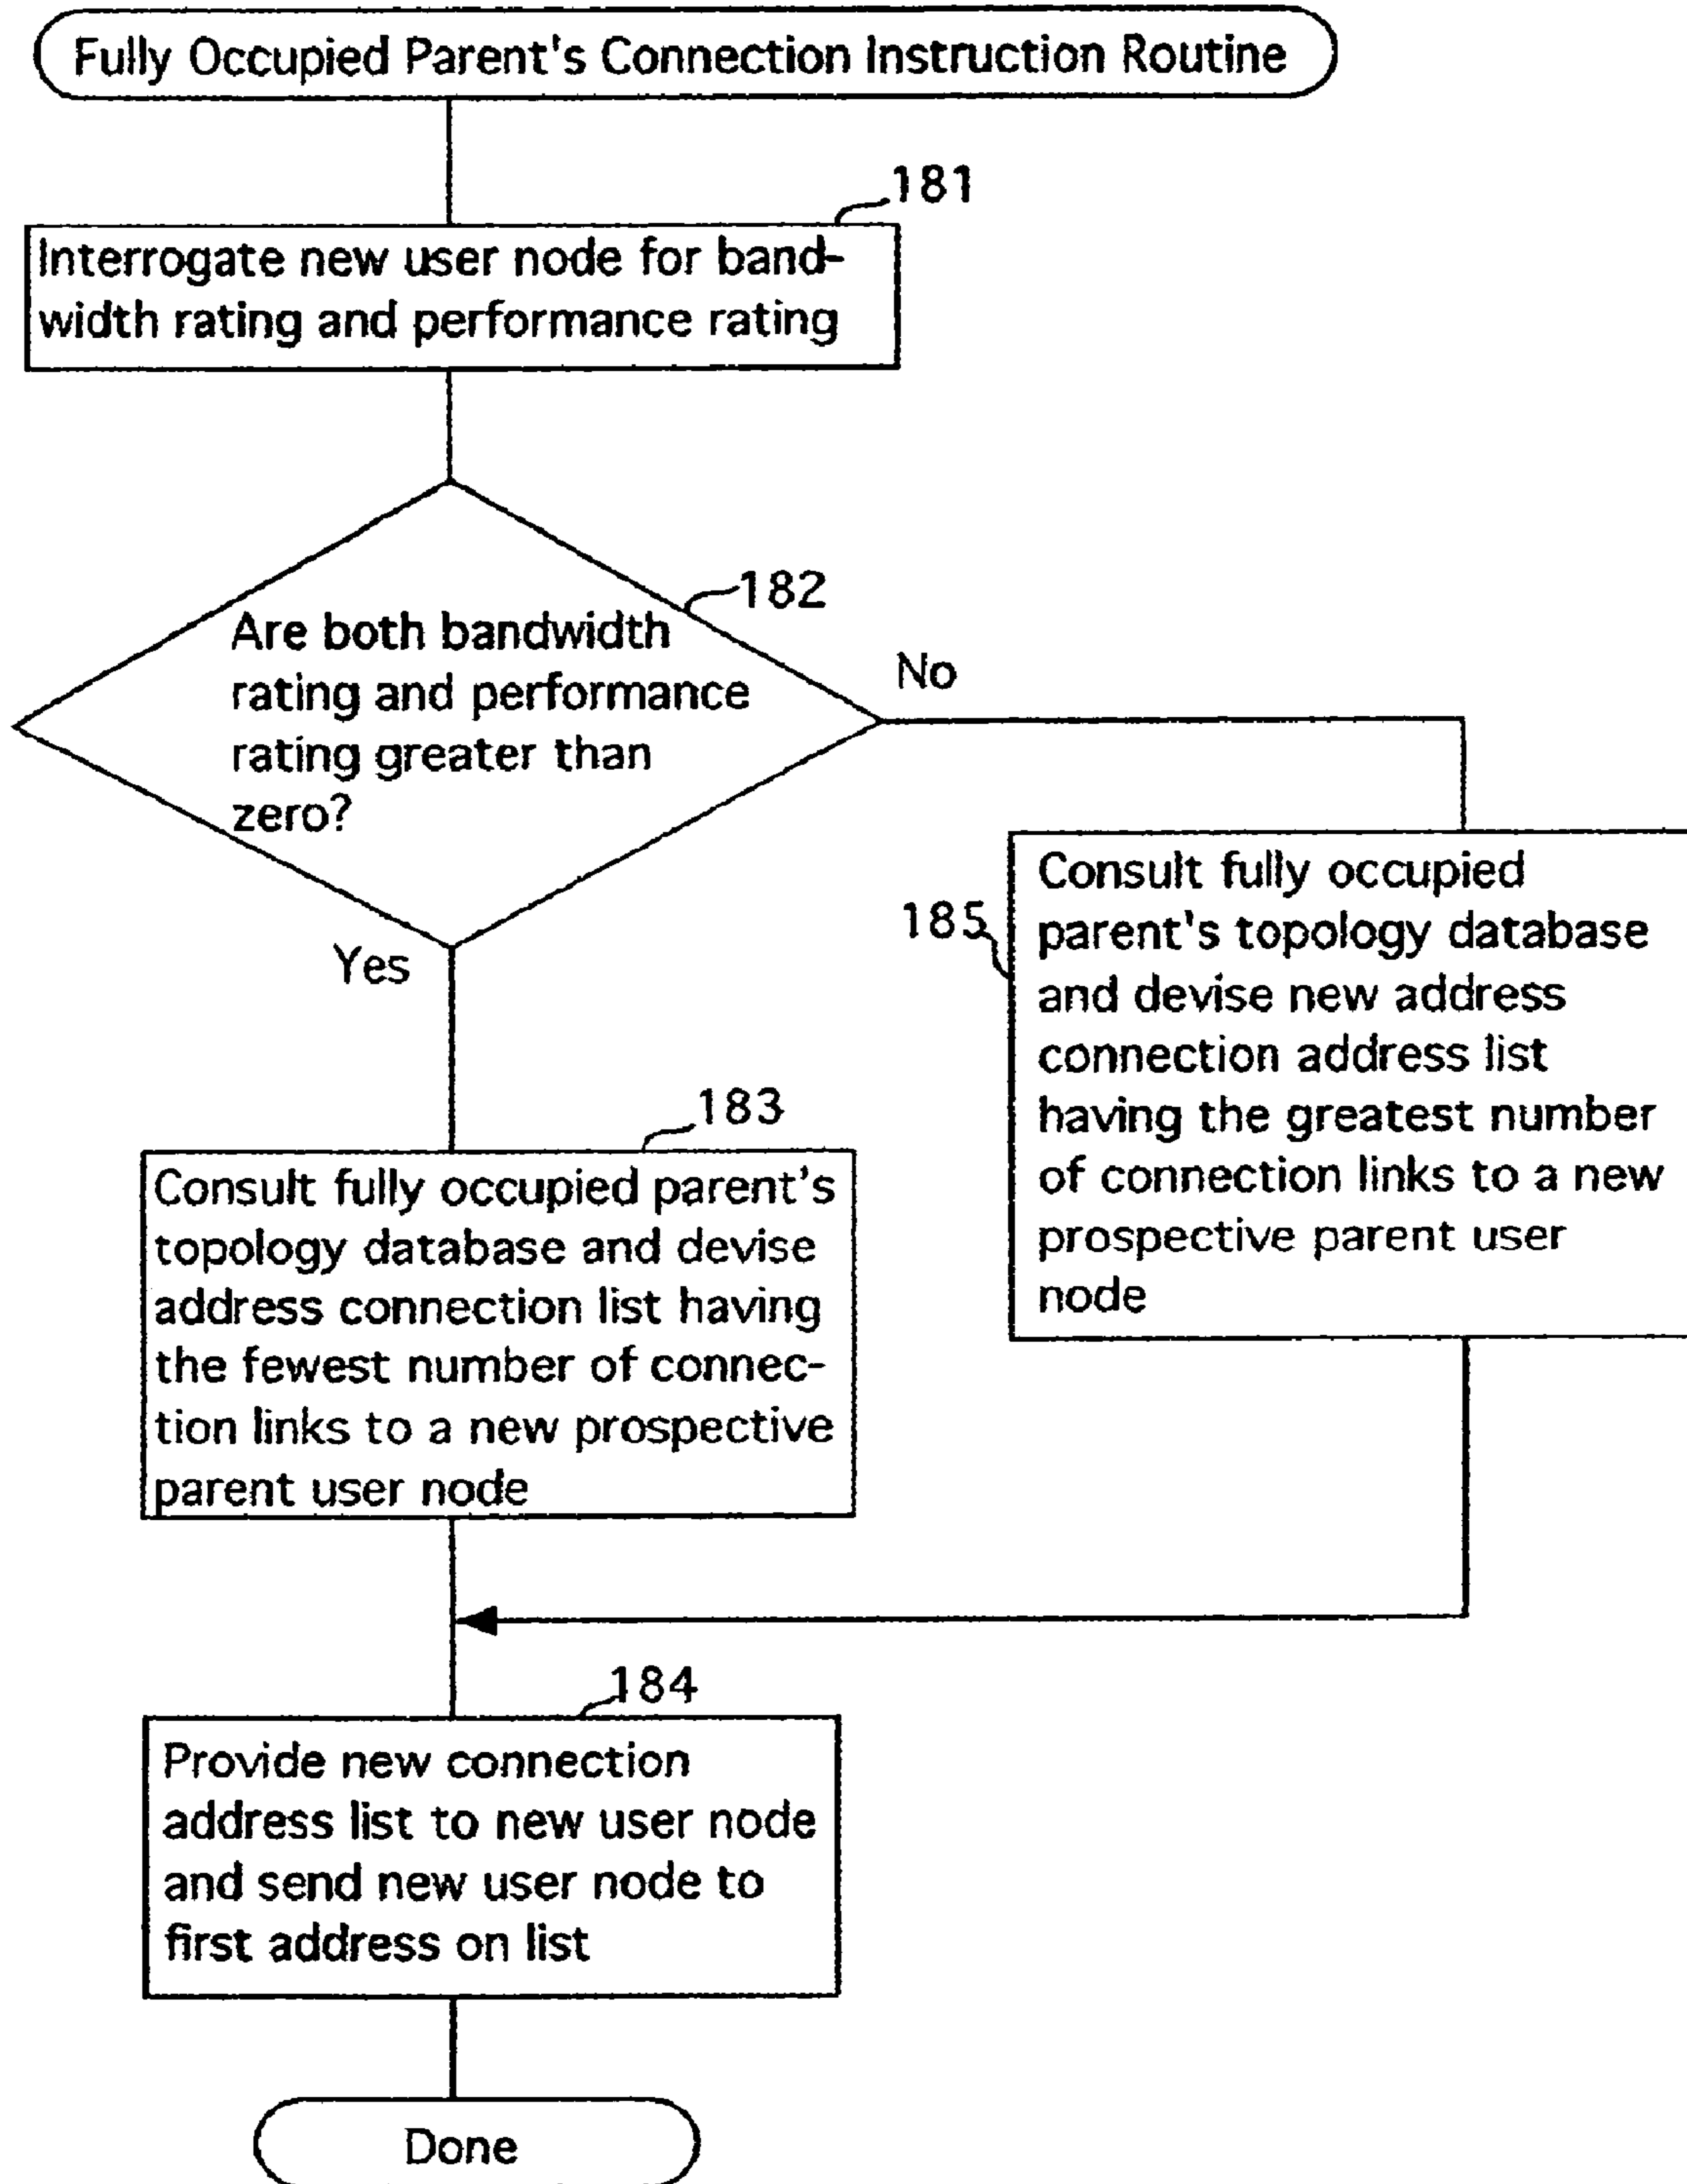 Fully Occupied Parent's Connection Instruction Routine
181
Interrogate new user node for band-
width rating and performance rating
182
Are both bandwidth
rating and performance
rating greater than
zero?
No
Yes
185
Consult fully occupied
parent's topology database
and devise new address
connection address list
having the greatest number
of connection links to a new
prospective parent user
node
183
Consult fully occupied parent's
topology database and devise
address connection list having
the fewest number of connec-
tion links to a new prospective
parent user node
184
Provide new connection
address list to new user node
and send new user node to
first address on list
Done